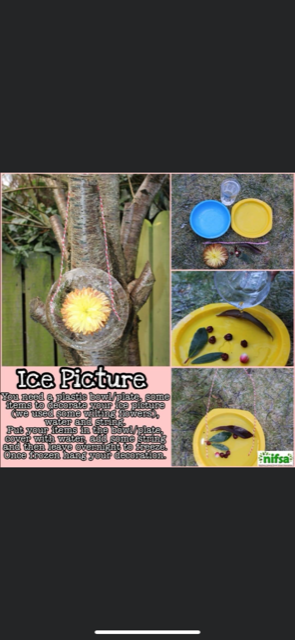 Ice Picture
You need a plastic bowl/plate, some
items to decorate your ice picture
(we used some wilting flowers),
water and string.
Put your items in the bowl/plate,
cover with water, add some string
and then leave overnight to freeze.
Once frozen hang your decoration.
nifsa